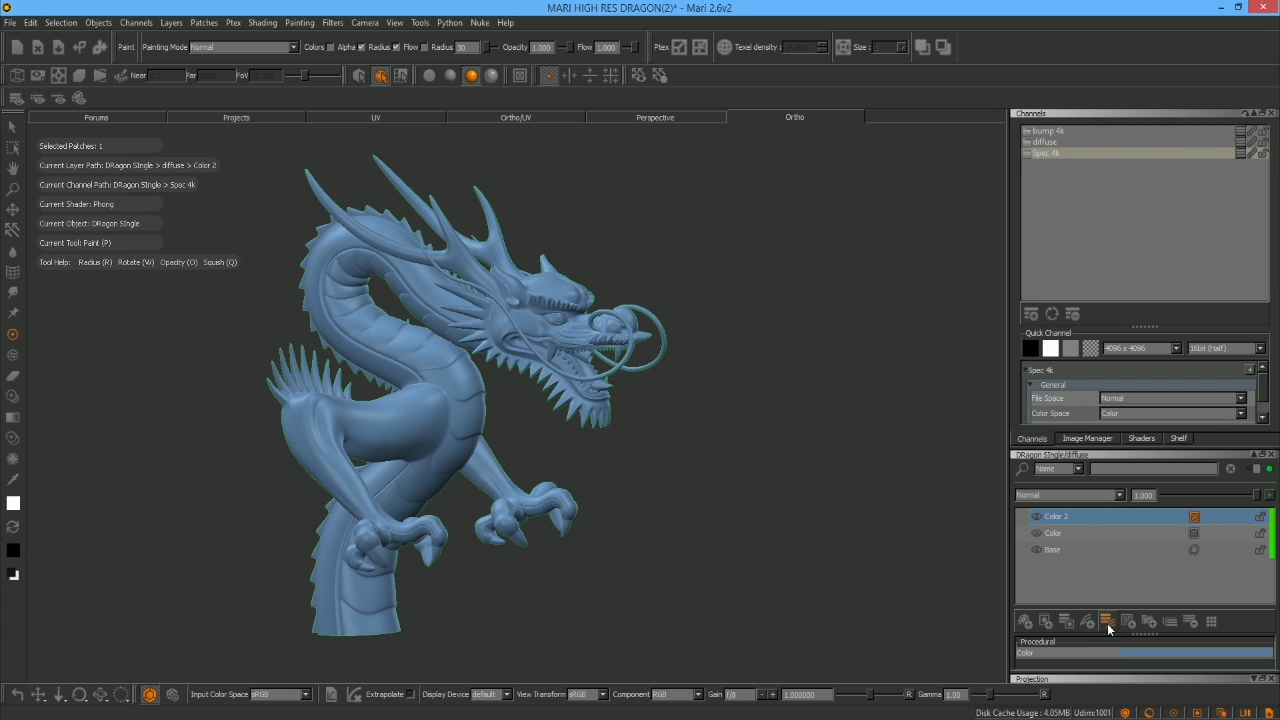 MARI HIGH RES DRAGON(2)* - Mari 2.6v2
File Edit Selection Objects Channels Layers Patches Ptex Shading Painting Filters Camera View Tools Python Nuke Help
Paint Painting Mode Normal Colors Alpha Radius Flow Radius 30 Opacity 1.000 Flow 1.000 Ptex Texel density : Size :
Near Far FoV
Forums Projects UV Ortho/UV Perspective Ortho
Selected Patches: 1
Current Layer Path: DRagon SIngle > diffuse > Color 2
Current Channel Path: DRagon SIngle > Spec 4k
Current Shader: Phong
Current Object: DRagon SIngle
Current Tool: Paint (P)
Tool Help: Radius (R) Rotate (W) Opacity (O) Squish (Q)
Channels
bump 4k
diffuse
Spec 4k
Quick Channel
4096 x 4096 16bit (Half)
Spec 4k
General
File Space Normal
Color Space Color
Channels Image Manager Shaders Shelf
DRagon SIngle/diffuse
Name
Normal 1.000
Color 2
Color
Base
Procedural
Color
Projection
Input Color Space sRGB Extrapolate Display Device default View Transform sRGB Component RGB Gain f/8 - + 1.000000 R Gamma 1.00 R
Disk Cache Usage : 4.05MB Udim:1001